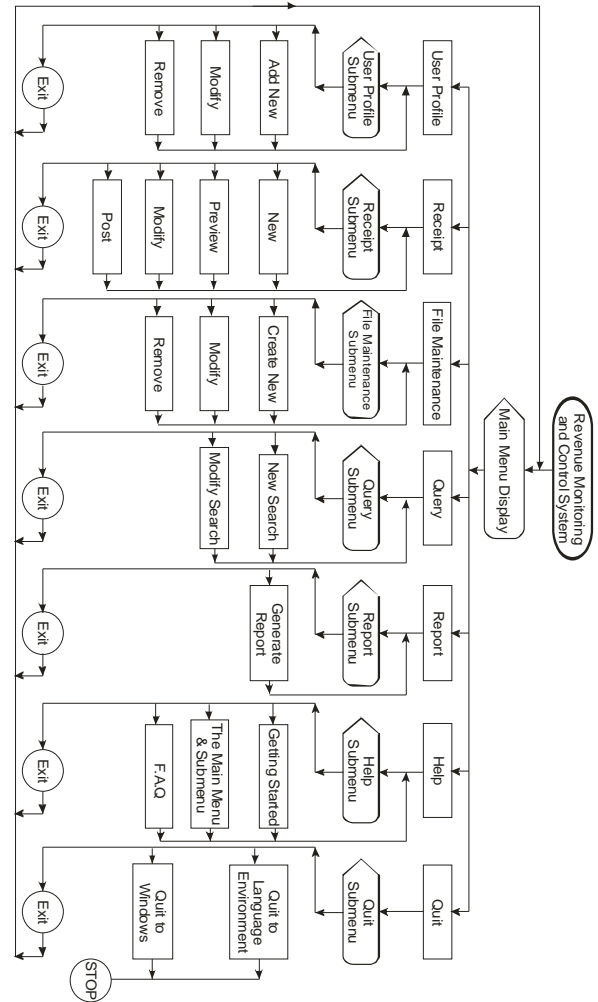 Revenue Monitoring
and Control System
Main Menu Display
User Profile
User Profile
Submenu
Add New
Modify
Remove
Exit
Receipt
Receipt
Submenu
New
Preview
Modify
Post
Exit
File Maintenance
File Maintenance
Submenu
Create New
Modify
Remove
Exit
Query
Query
Submenu
New Search
Modify Search
Exit
Report
Report
Submenu
Generate
Report
Exit
Help
Help
Submenu
Getting Started
The Main Menu
& Submenu
F.A.Q
Exit
Quit
Quit
Submenu
Quit to
Language
Environment
Quit to
Windows
Exit
STOP